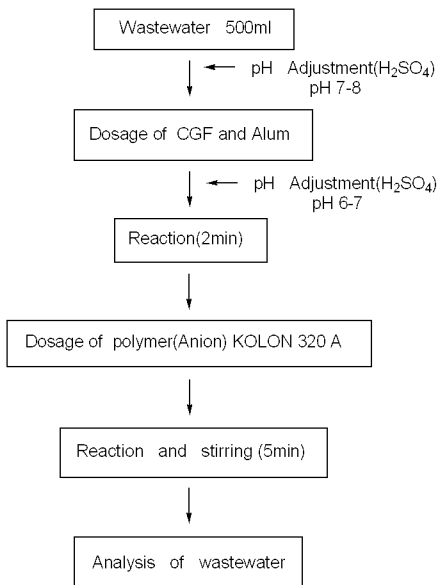 Wastewater 500ml
pH Adjustment(H₂SO₄)
pH 7-8
Dosage of CGF and Alum
pH Adjustment(H₂SO₄)
pH 6-7
Reaction(2min)
Dosage of polymer(Anion) KOLON 320 A
Reaction and stirring (5min)
Analysis of wastewater